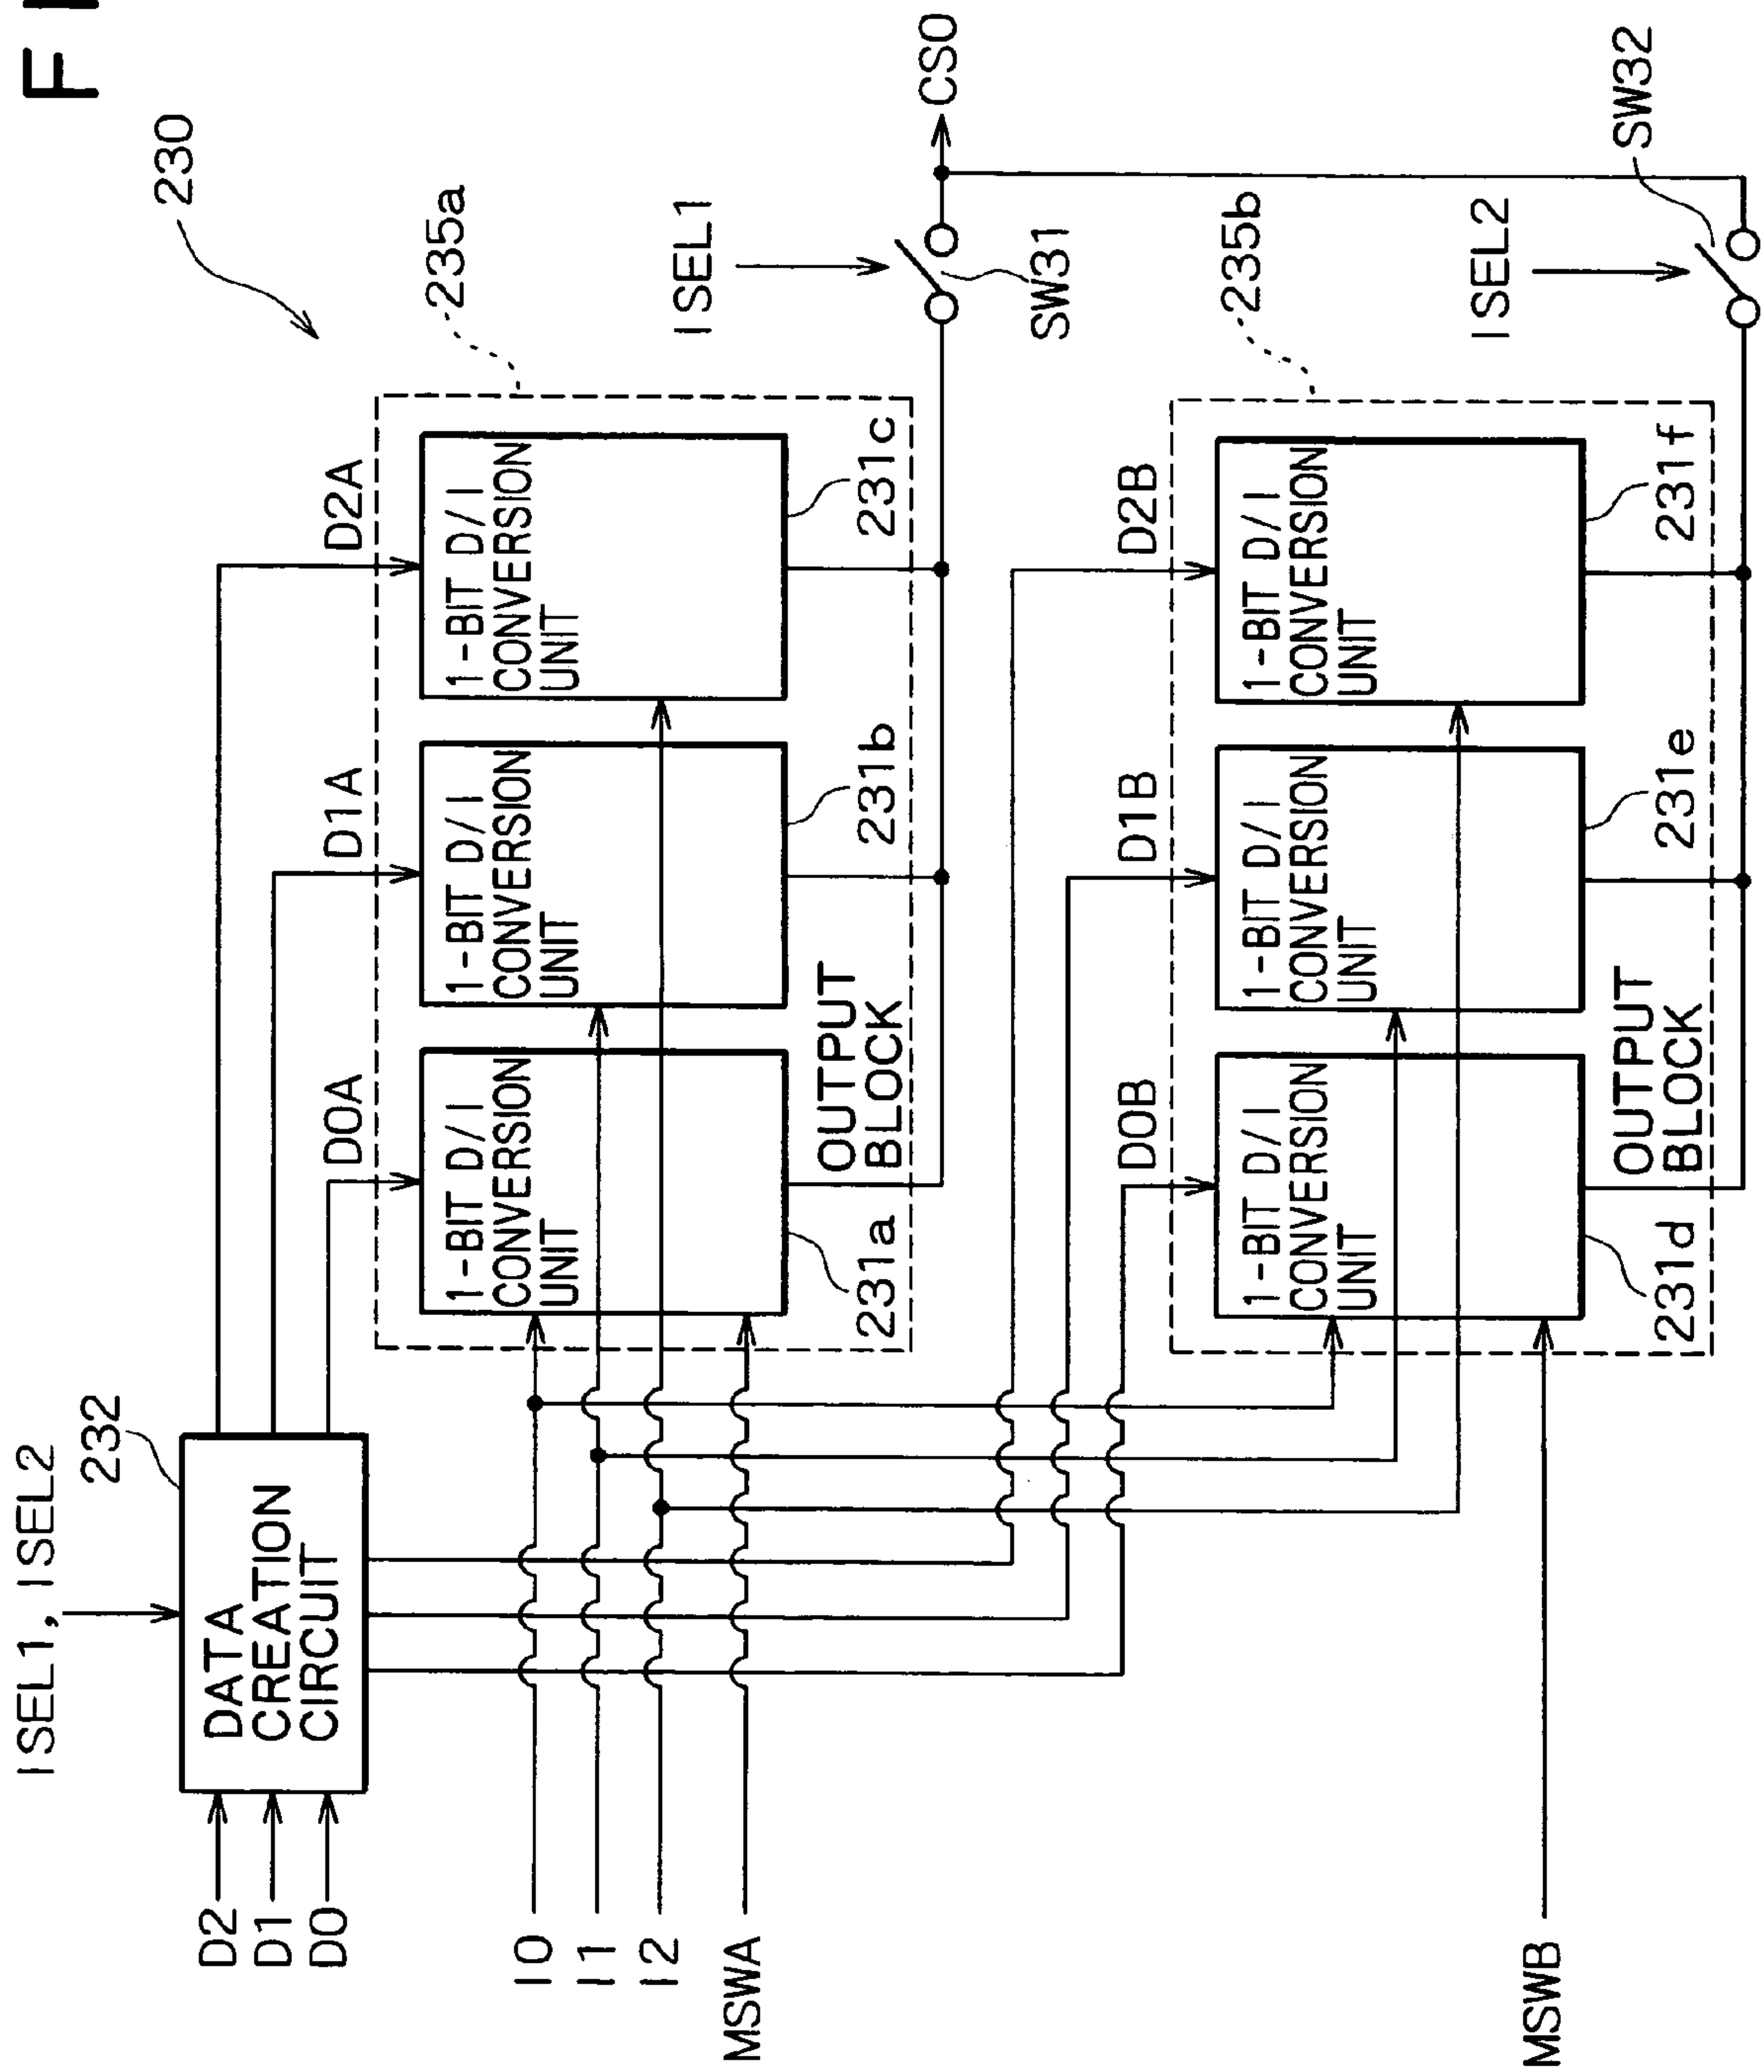 F I
230
ISEL1, ISEL2
232
DATA
CREATION
CIRCUIT
D2
D1
D0
D2A
D1A
D0A
235a
1-BIT D/I
CONVERSION
UNIT
231a
1-BIT D/I
CONVERSION
UNIT
231b
1-BIT D/I
CONVERSION
UNIT
231c
OUTPUT
BLOCK
I0
I1
I2
MSWA
ISEL1
SW31
CSO
D2B
D1B
D0B
235b
1-BIT D/I
CONVERSION
UNIT
231d
1-BIT D/I
CONVERSION
UNIT
231e
1-BIT D/I
CONVERSION
UNIT
231f
OUTPUT
BLOCK
MSWB
ISEL2
SW32